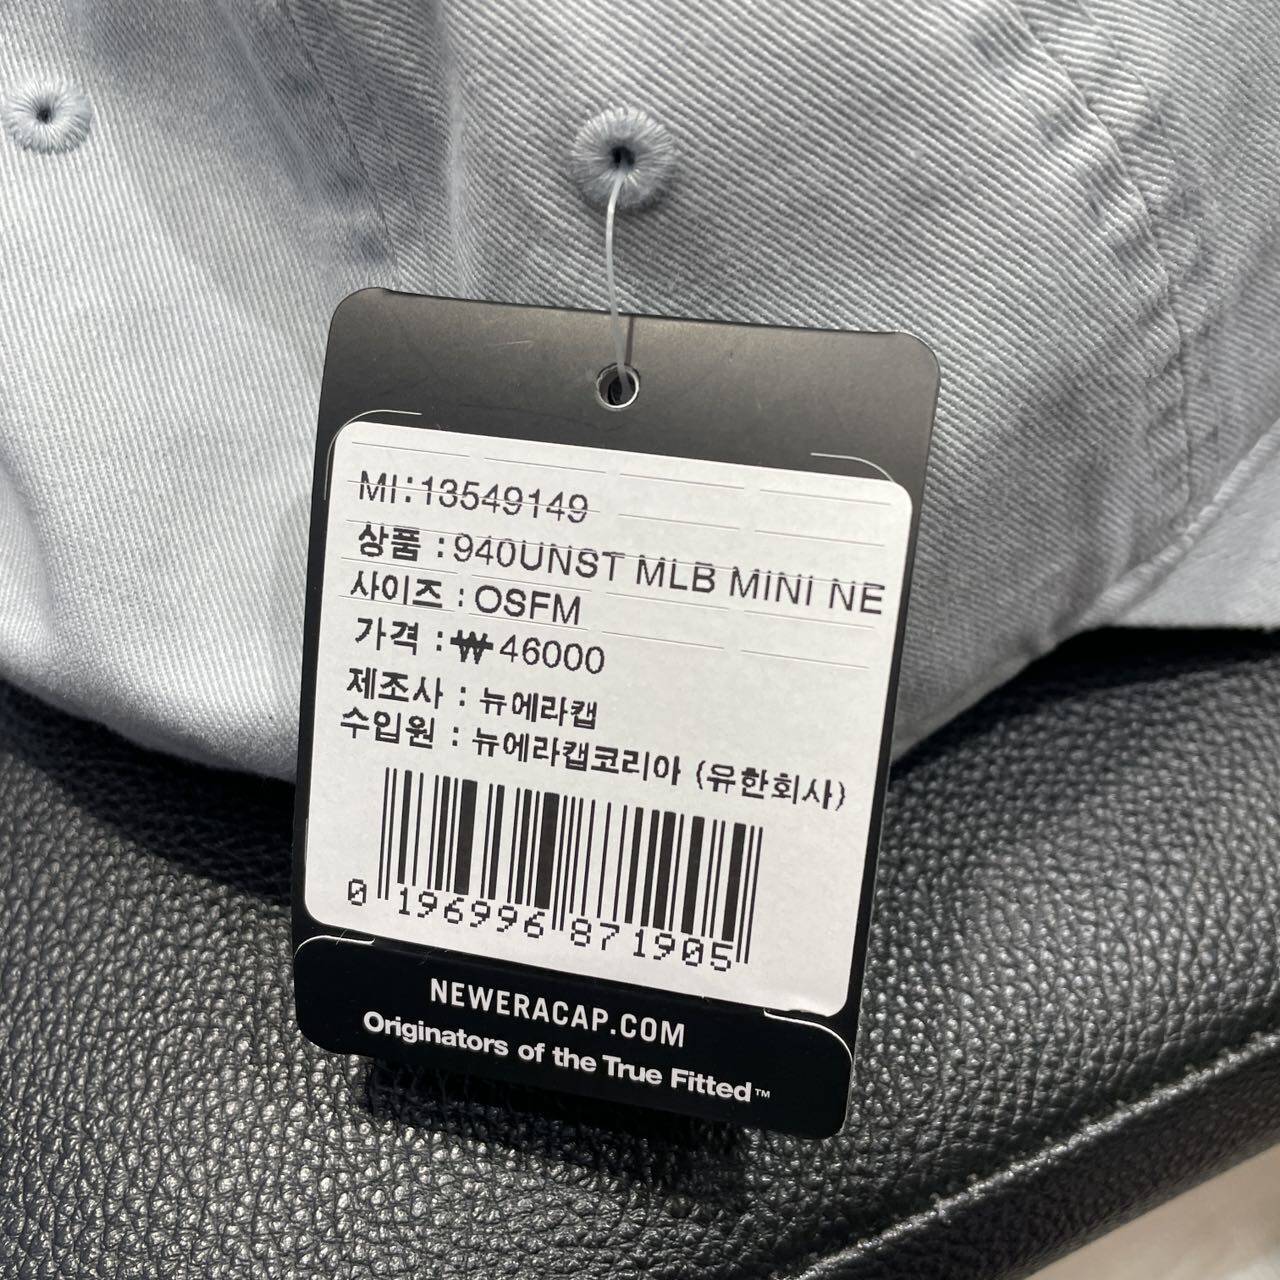 MI:13549149
상품 :940UNST MLB MINI NE
사이즈 :OSFM
가격 :₩46000
제조사 : 뉴에라캡
수입원 : 뉴에라캡코리아 (유한회사)
0 196996 871905
NEWERACAP.COM
Originators of the True Fitted™